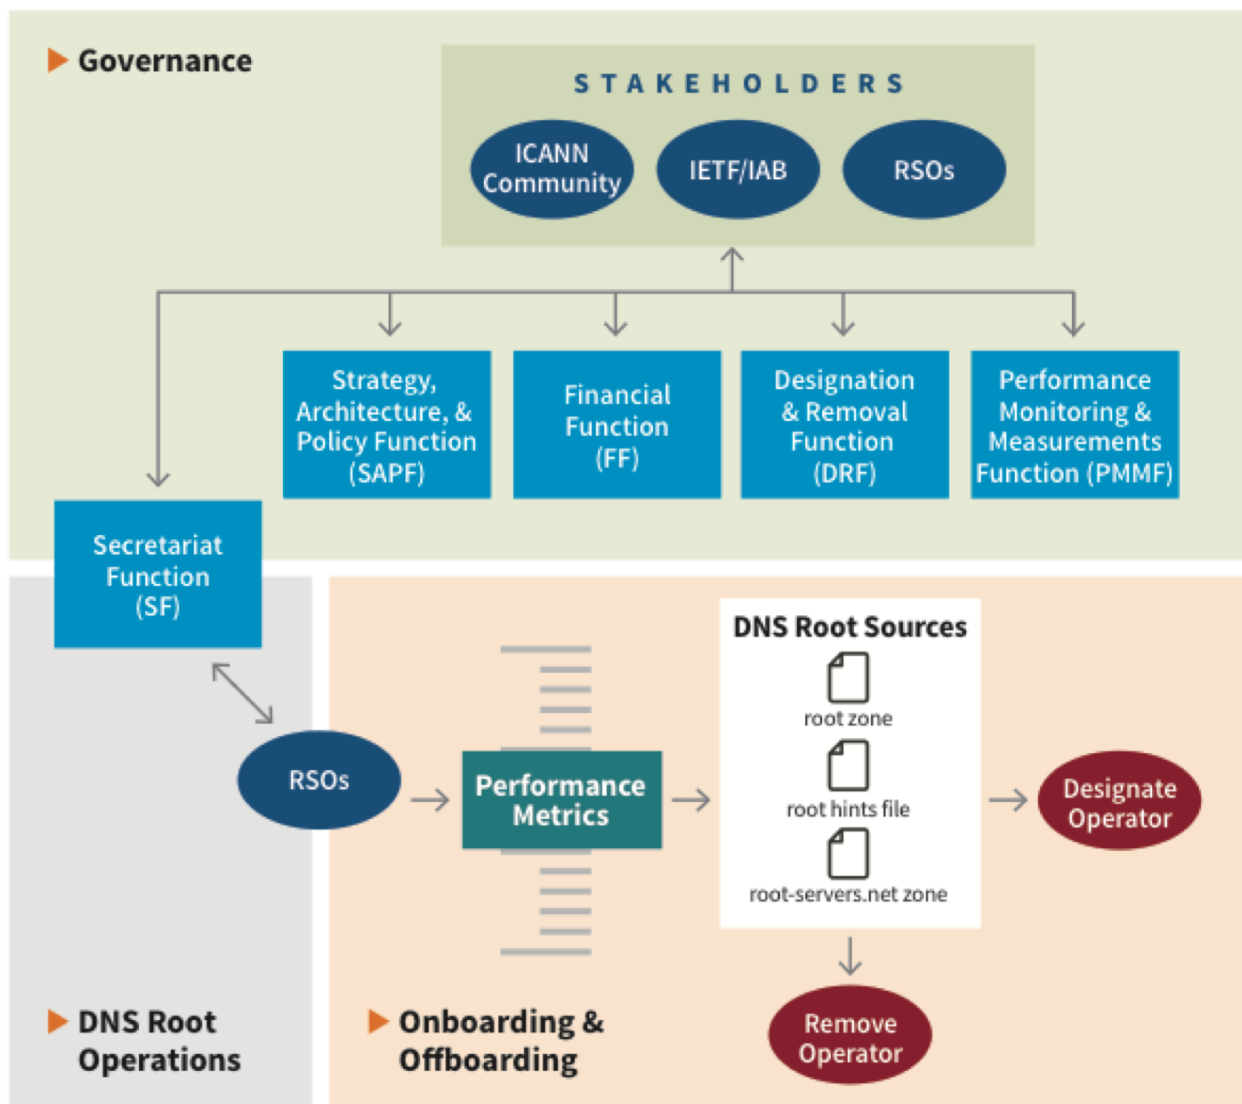 Governance
STAKEHOLDERS
ICANN
Community
IETF/IAB
RSOs
Strategy,
Architecture, &
Policy Function
(SAPF)
Financial
Function
(FF)
Designation
& Removal
Function
(DRF)
Performance
Monitoring &
Measurements
Function (PMMF)
Secretariat
Function
(SF)
RSOs
Performance
Metrics
DNS Root Sources
root zone
root hints file
root-servers.net zone
Designate
Operator
Remove
Operator
DNS Root
Operations
Onboarding &
Offboarding